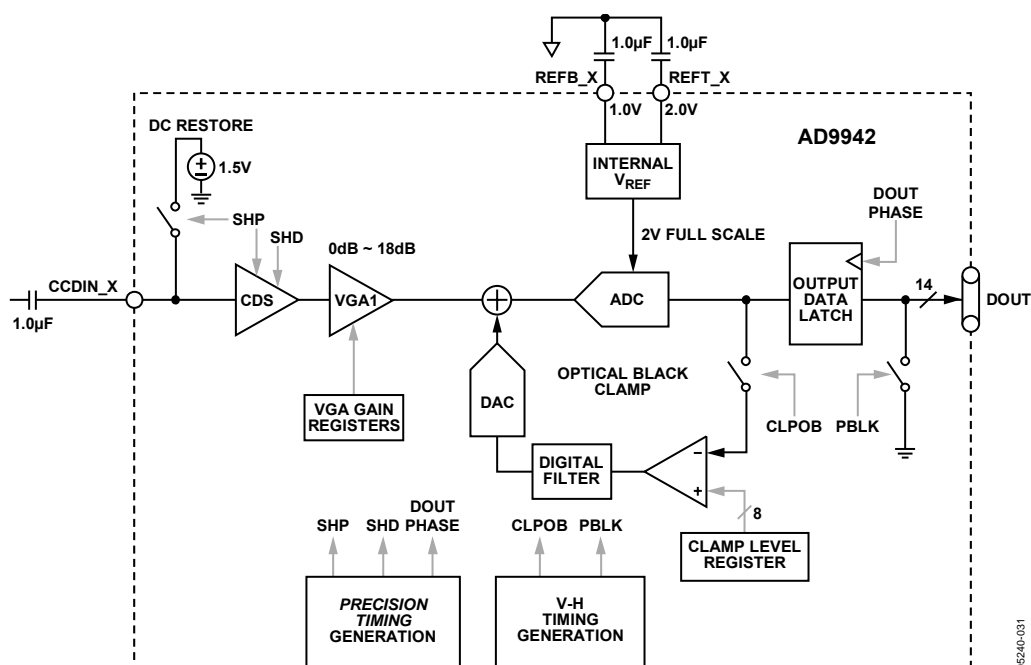 1.0µF
1.0µF
REFB_X
REFT_X
1.0V
2.0V
DC RESTORE
AD9942
+
–
1.5V
INTERNAL
VREF
DOUT
PHASE
SHP
SHD
2V FULL SCALE
0dB ~ 18dB
CCDIN_X
1.0µF
CDS
VGA1
+
ADC
OUTPUT
DATA
LATCH
14
DOUT
OPTICAL BLACK
CLAMP
DAC
VGA GAIN
REGISTERS
CLPOB
PBLK
DIGITAL
FILTER
–
+
8
CLAMP LEVEL
REGISTER
SHP
SHD
DOUT
PHASE
CLPOB
PBLK
PRECISION
TIMING
GENERATION
V-H
TIMING
GENERATION
5240-031